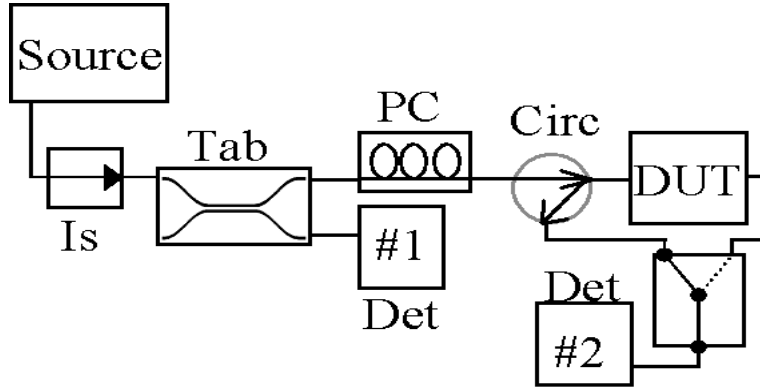 Source
Is
Tab
PC
Circ
DUT
#1
Det
Det
#2